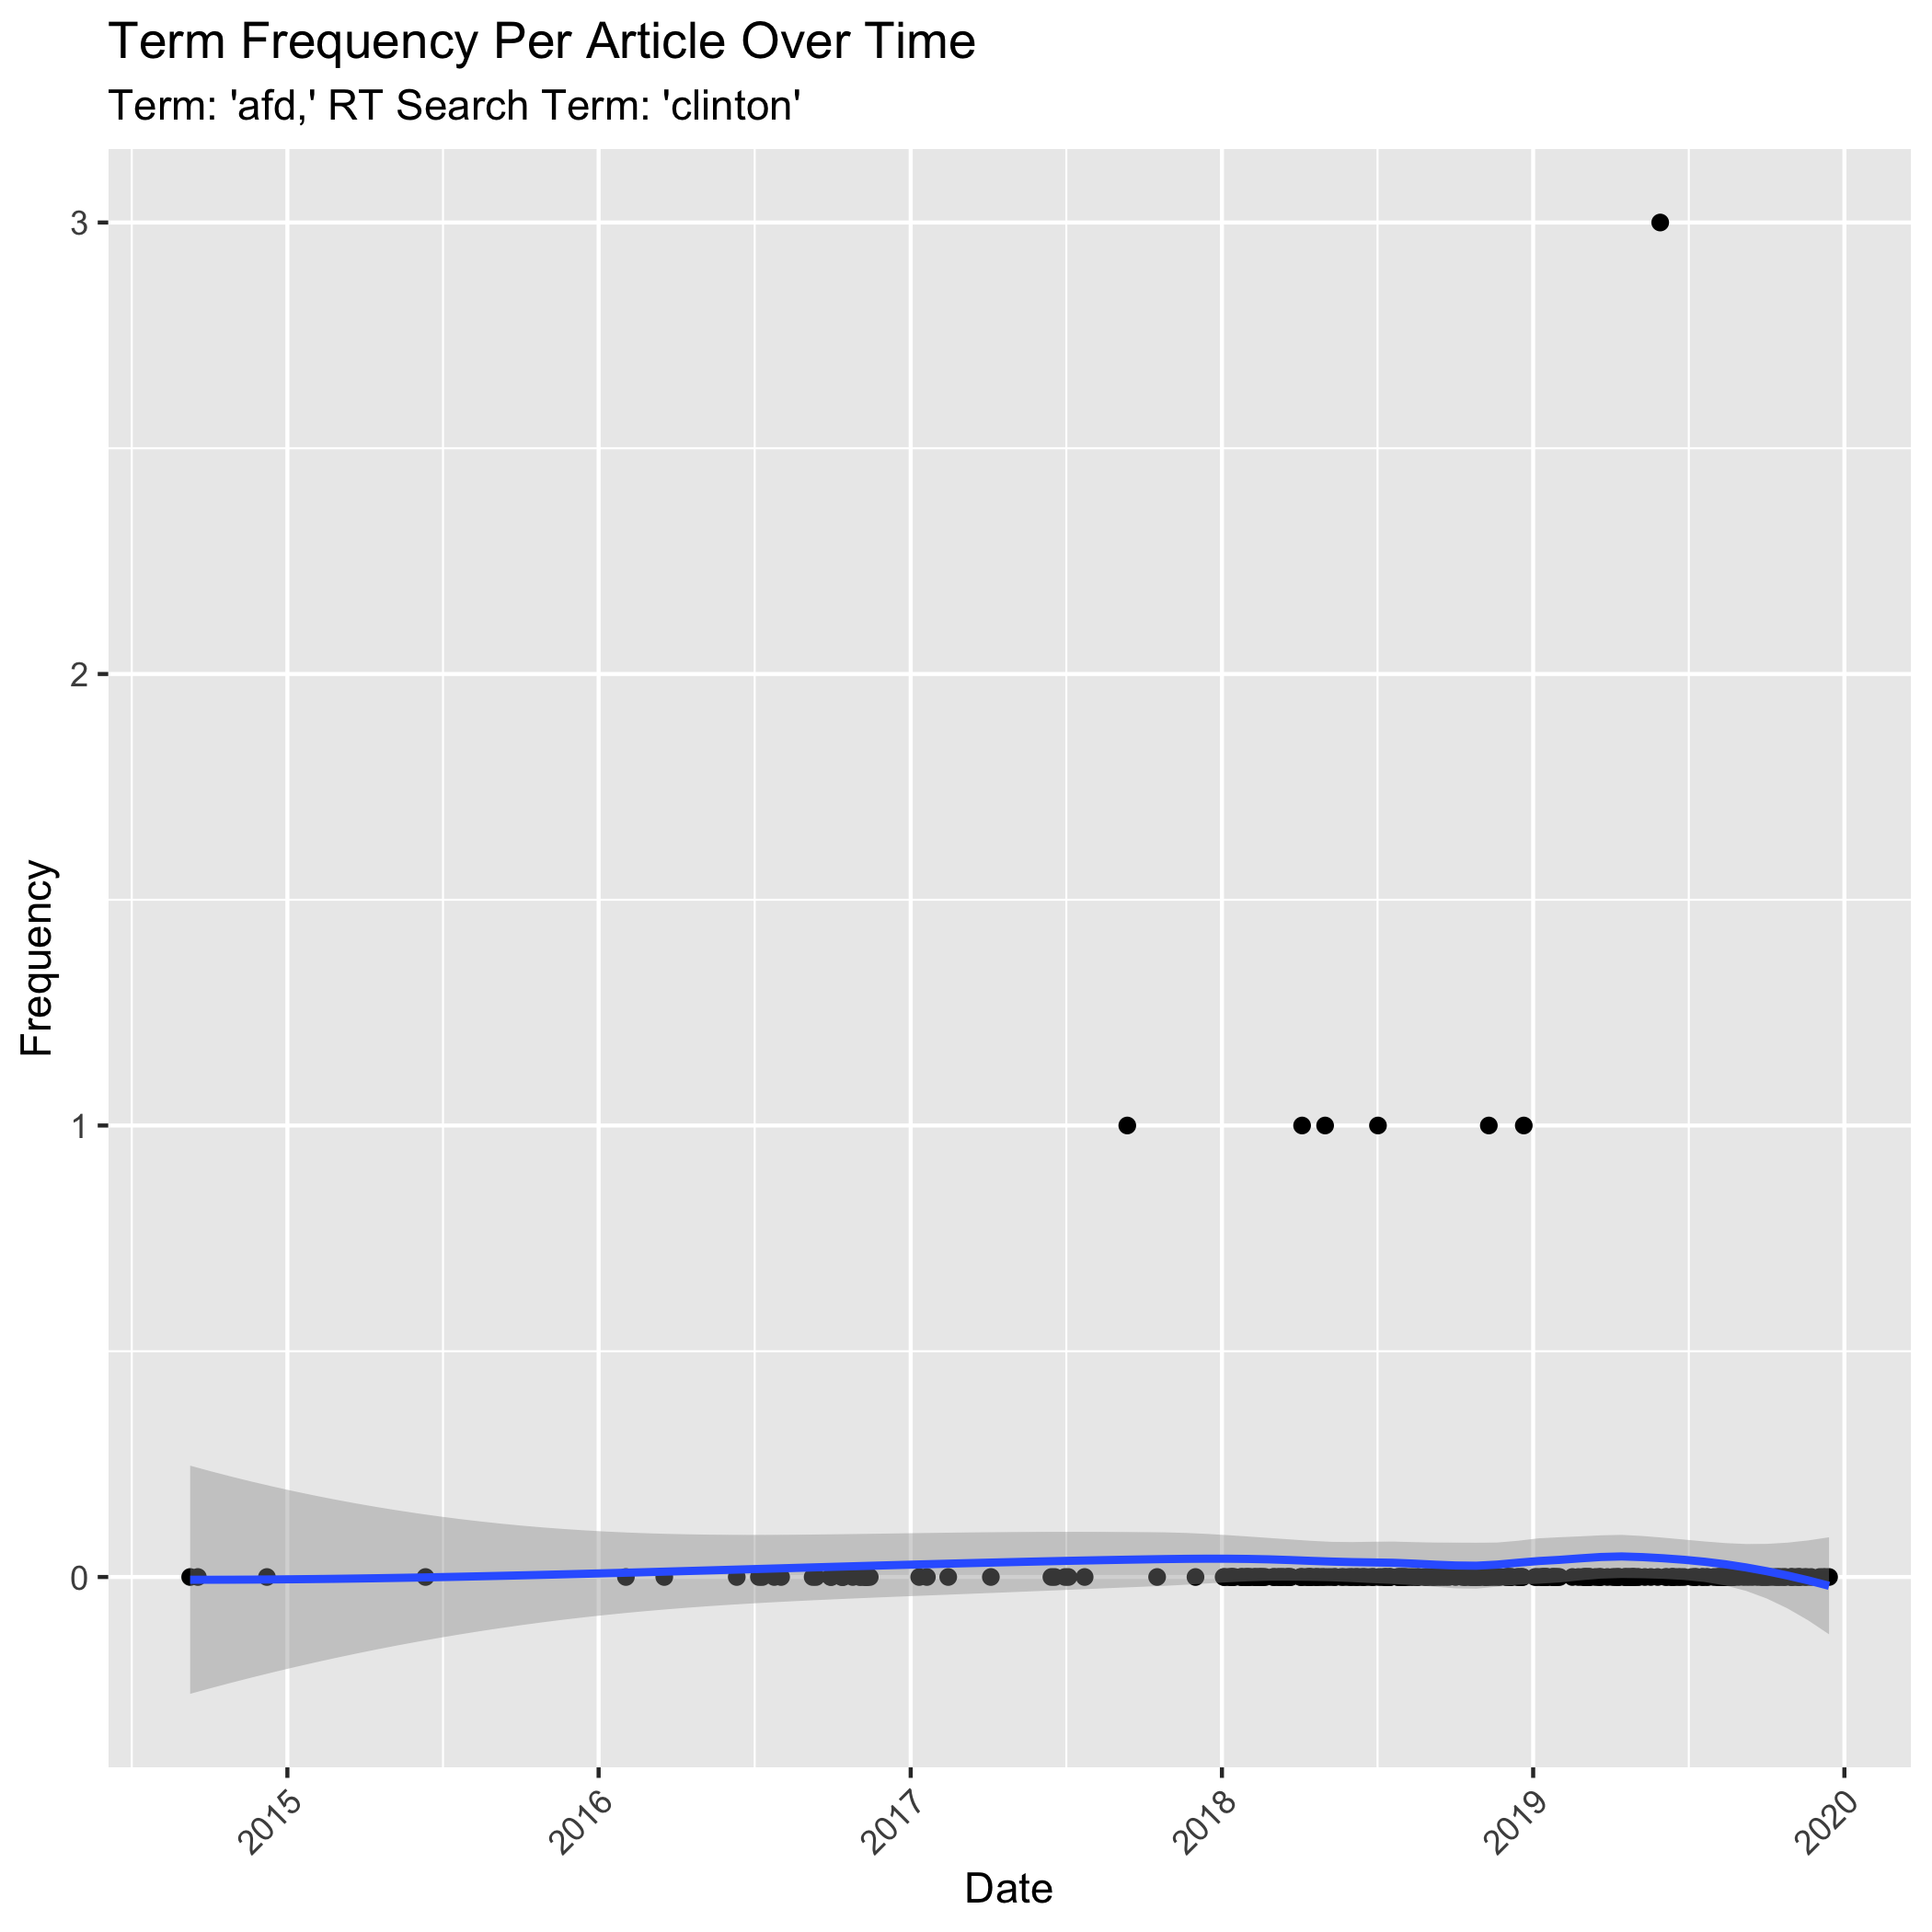 Term Frequency Per Article Over Time
Term: 'afd,' RT Search Term: 'clinton'
3
2
1
0
Frequency
2015
2016
2017
2018
2019
2020
Date